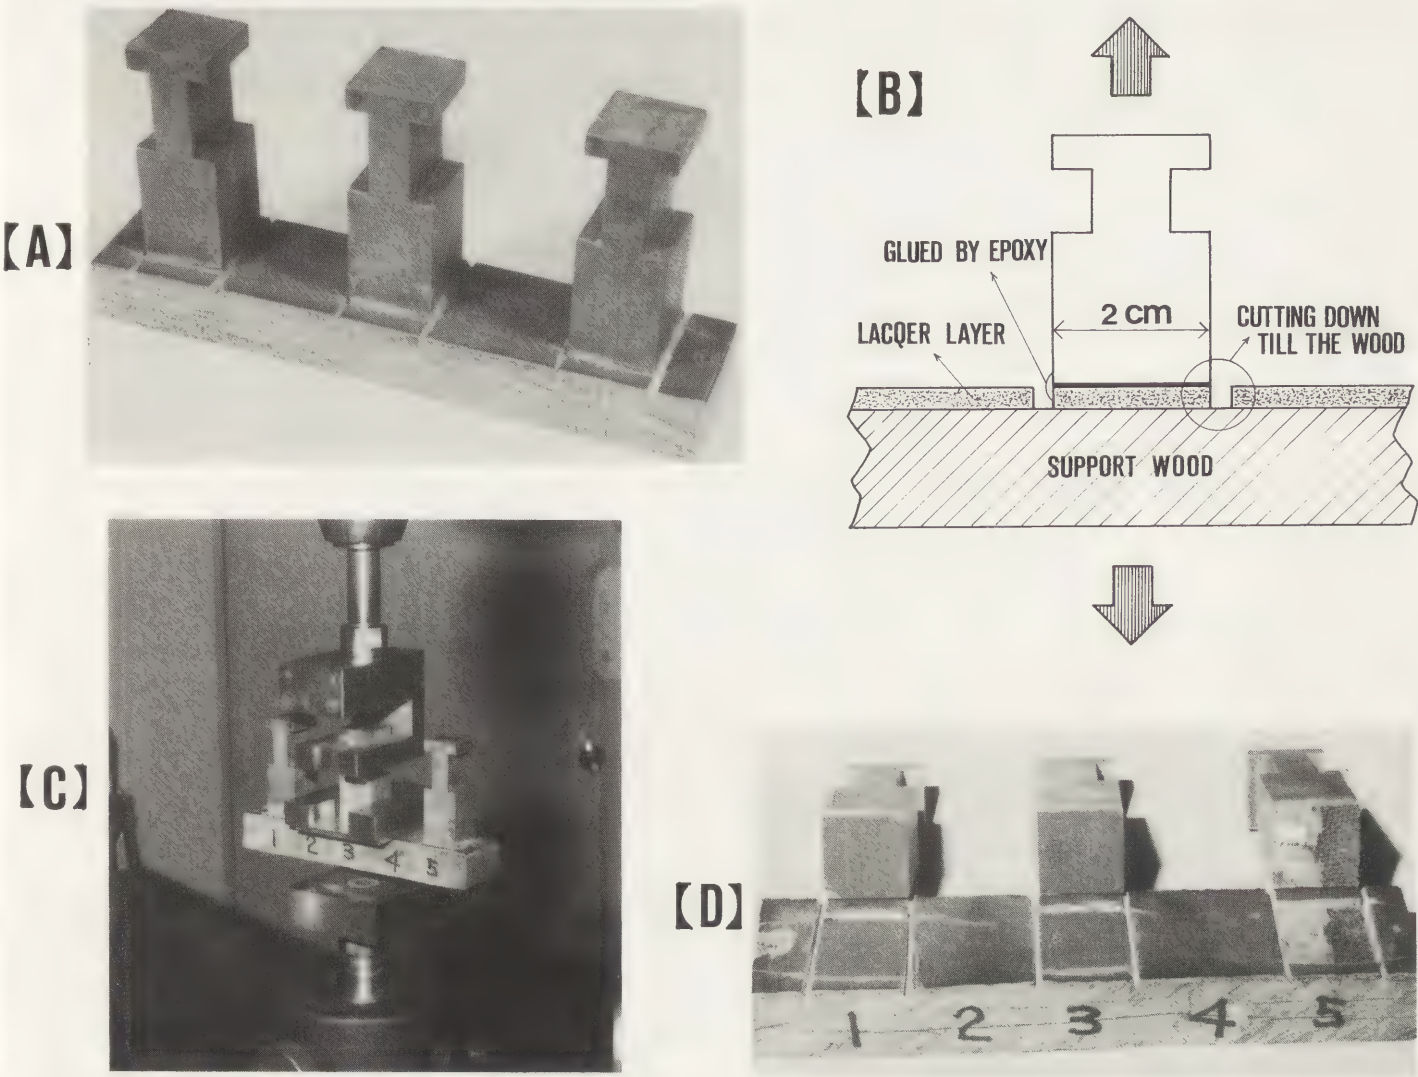 【A】
【B】
GLUED BY EPOXY
2 cm
LACQER LAYER
CUTTING DOWN
TILL THE WOOD
SUPPORT WOOD
【C】
1 2 3 4 5
【D】
1 2 3 4 5